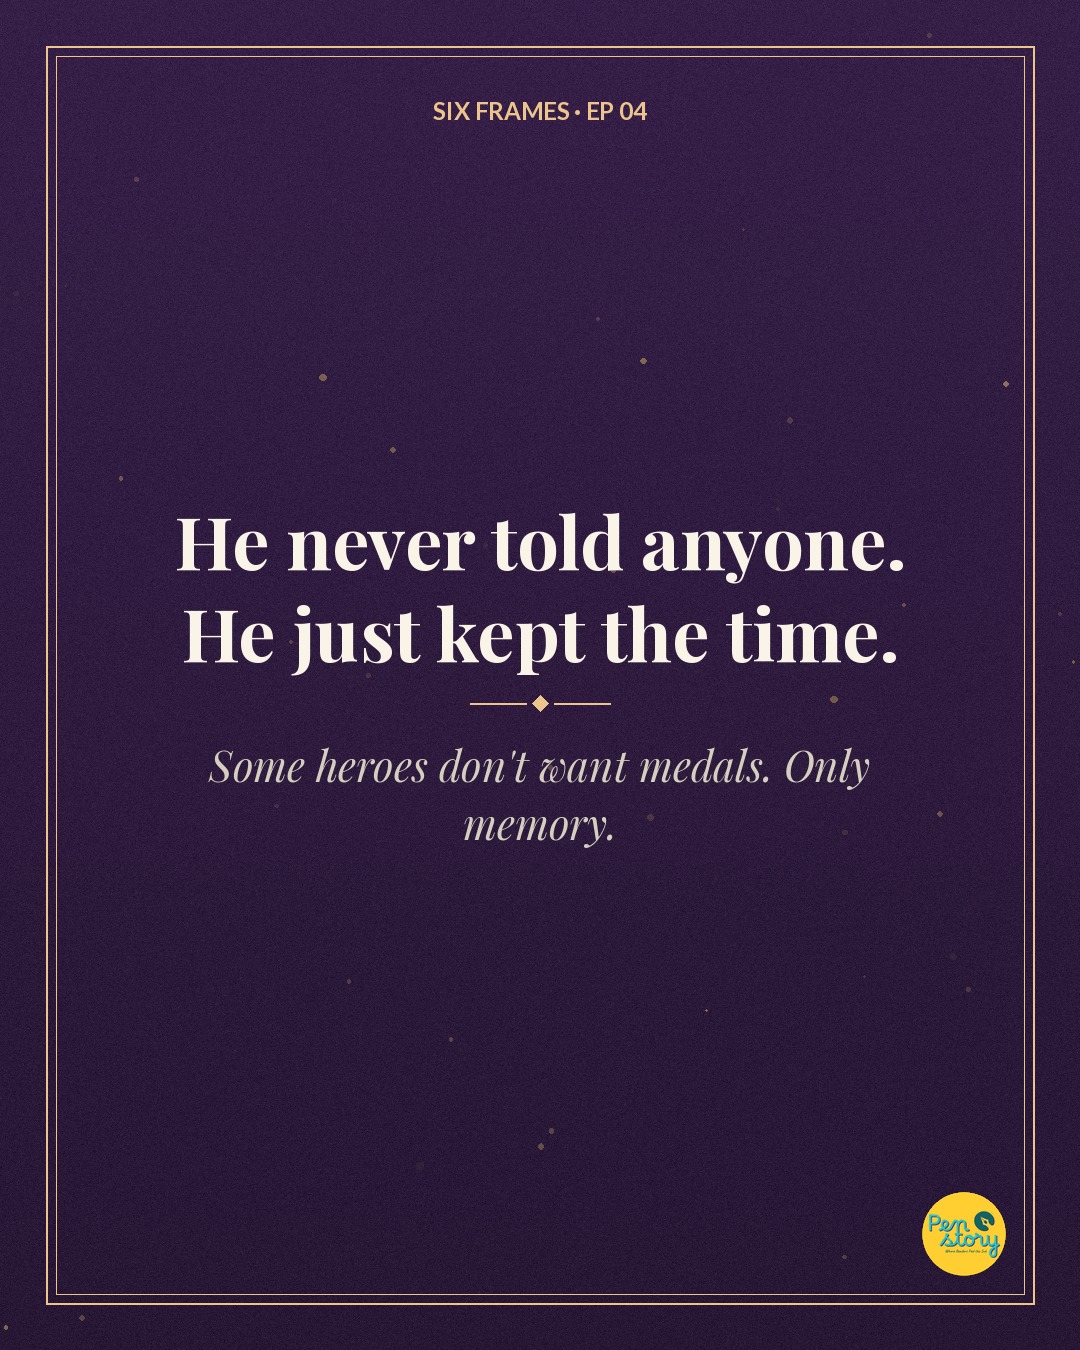 SIX FRAMES · EP 04
He never told anyone.
He just kept the time.
Some heroes don't want medals. Only
memory.
Pen
story